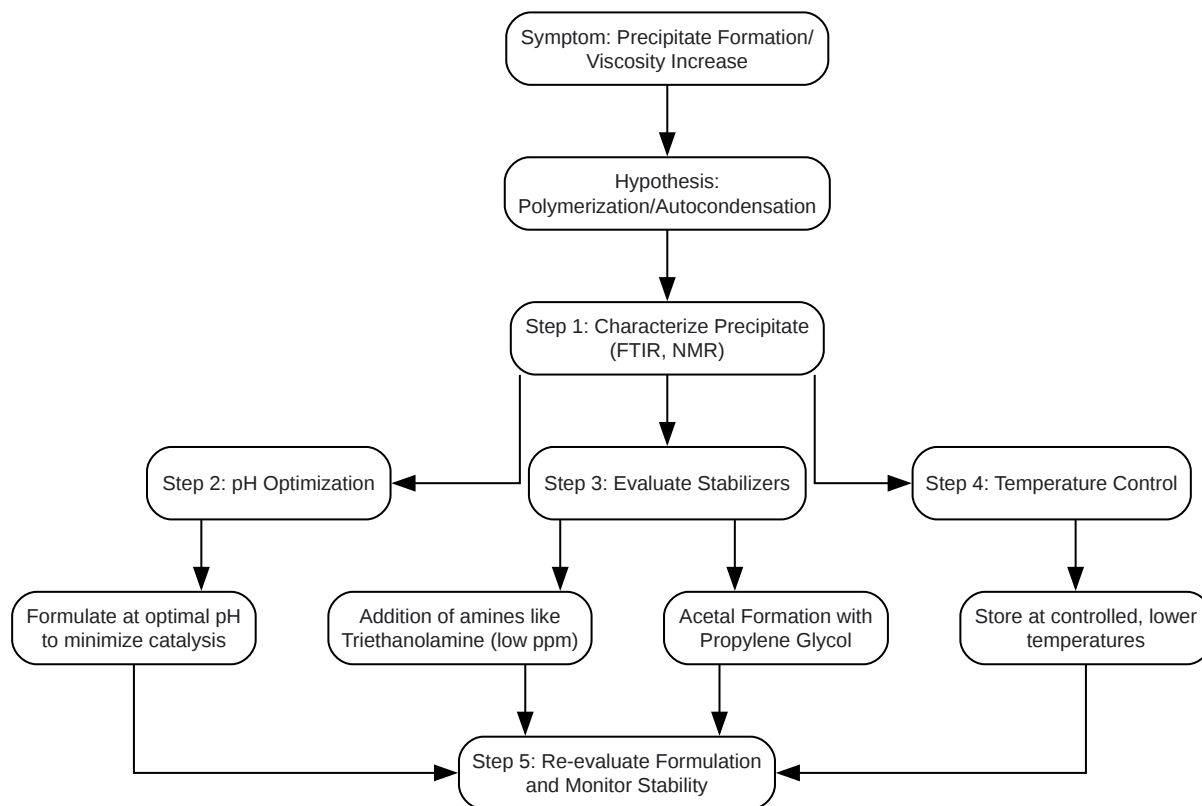 Symptom: Precipitate Formation/
Viscosity Increase
Hypothesis:
Polymerization/Autocondensation
Step 1: Characterize Precipitate
(FTIR, NMR)
Step 2: pH Optimization
Step 3: Evaluate Stabilizers
Step 4: Temperature Control
Formulate at optimal pH
to minimize catalysis
Addition of amines like
Triethanolamine (low ppm)
Acetal Formation with
Propylene Glycol
Store at controlled, lower
temperatures
Step 5: Re-evaluate Formulation
and Monitor Stability